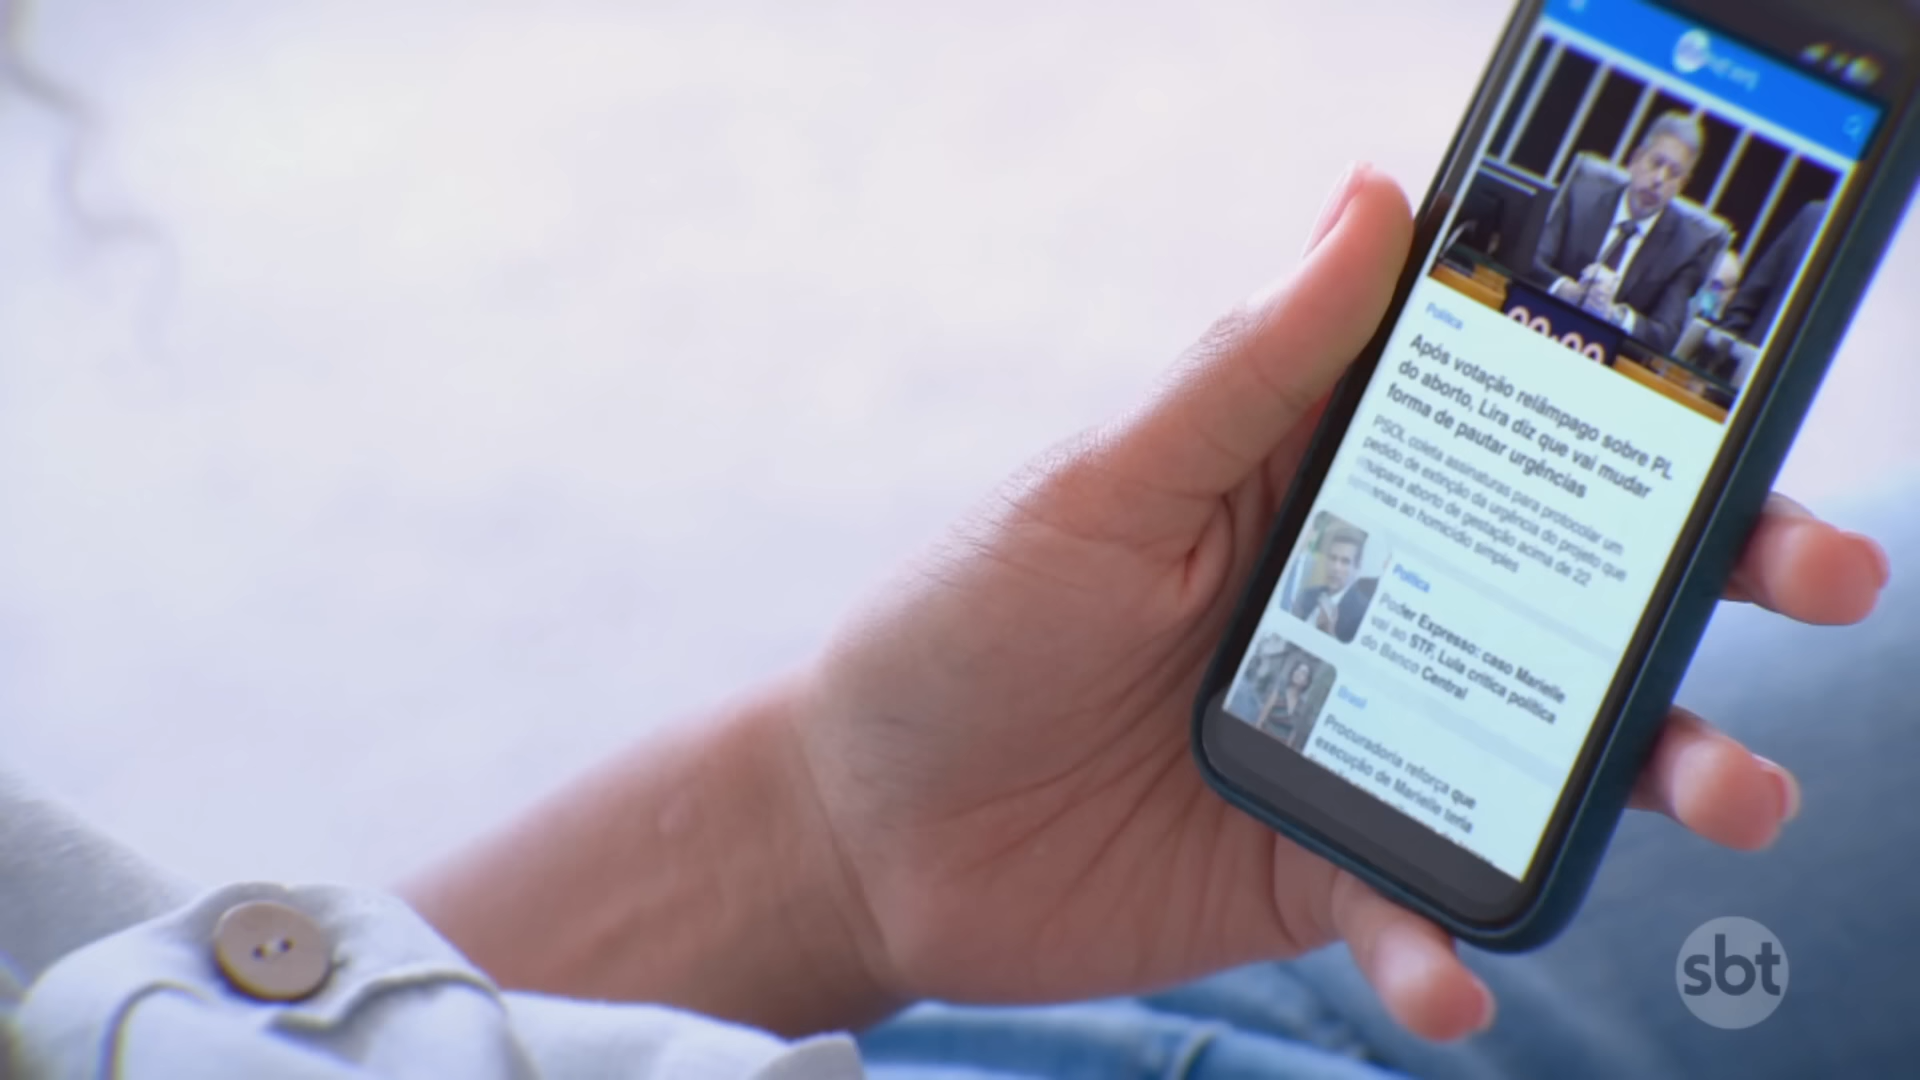 news
Política
Após votação relâmpago sobre PL
do aborto, Lira diz que vai mudar
forma de pautar urgências
PSOL coleta assinaturas para protocolar um
pedido de extinção da urgência do projeto que
equipara aborto de gestação acima de 22
semanas ao homicídio simples
Política
Poder Expresso: caso Marielle
vai ao STF, Lula critica política
do Banco Central
Brasil
Procuradoria reforça que
execução de Marielle teria
sbt